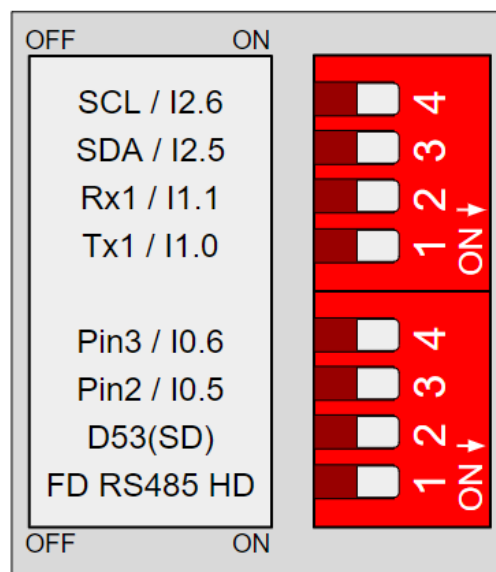 OFF ON
SCL / I2.6
SDA / I2.5
Rx1 / I1.1
Tx1 / I1.0
Pin3 / I0.6
Pin2 / I0.5
D53(SD)
FD RS485 HD
OFF ON
4
3
2
1
ON
4
3
2
1
ON